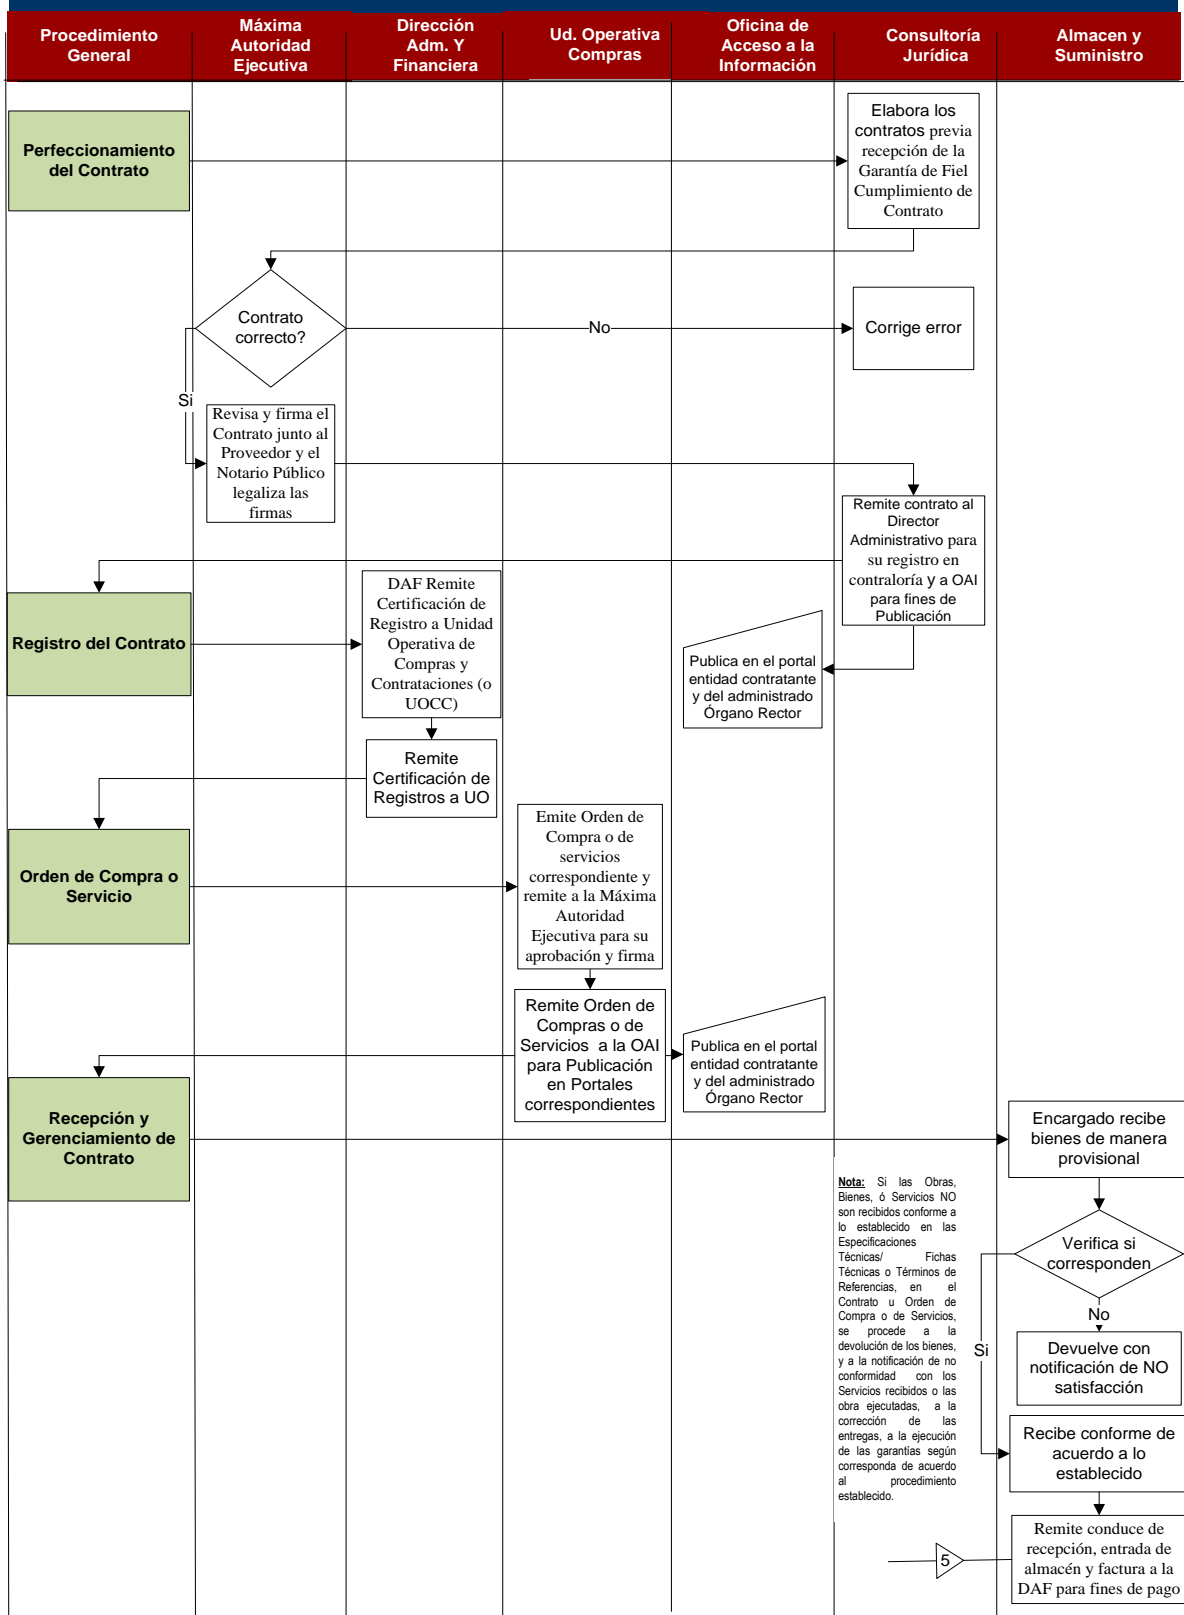 Procedimiento
General
Máxima
Autoridad
Ejecutiva
Dirección
Adm. Y
Financiera
Ud. Operativa
Compras
Oficina de
Acceso a la
Información
Consultoría
Jurídica
Almacen y
Suministro
Perfeccionamiento
del Contrato
Elabora los
contratos previa
recepción de la
Garantía de Fiel
Cumplimiento de
Contrato
Contrato
correcto?
No
Corrige error
Si
Revisa y firma el
Contrato junto al
Proveedor y el
Notario Público
legaliza las
firmas
Remite contrato al
Director
Administrativo para
su registro en
contraloría y a OAI
para fines de
Publicación
Registro del Contrato
DAF Remite
Certificación de
Registro a Unidad
Operativa de
Compras y
Contrataciones (o
UOCC)
Publica en el portal
entidad contratante
y del administrado
Órgano Rector
Remite
Certificación de
Registros a UO
Orden de Compra o
Servicio
Emite Orden de
Compra o de
servicios
correspondiente y
remite a la Máxima
Autoridad
Ejecutiva para su
aprobación y firma
Remite Orden de
Compras o de
Servicios a la OAI
para Publicación
en Portales
correspondientes
Publica en el portal
entidad contratante
y del administrado
Órgano Rector
Recepción y
Gerenciamiento de
Contrato
Encargado recibe
bienes de manera
provisional
Nota: Si las Obras,
Bienes, ó Servicios NO
son recibidos conforme a
lo establecido en las
Especificaciones
Técnicas/ Fichas
Técnicas o Términos de
Referencias, en el
Contrato u Orden de
Compra o de Servicios,
se procede a la
devolución de los bienes,
y a la notificación de no
conformidad con los
Servicios recibidos o las
obra ejecutadas, a la
corrección de las
entregas, a la ejecución
de las garantías según
corresponda de acuerdo
al procedimiento
establecido.
Verifica si
corresponden
No
Si
Devuelve con
notificación de NO
satisfacción
Recibe conforme de
acuerdo a lo
establecido
Remite conduce de
recepción, entrada de
almacén y factura a la
DAF para fines de pago
5